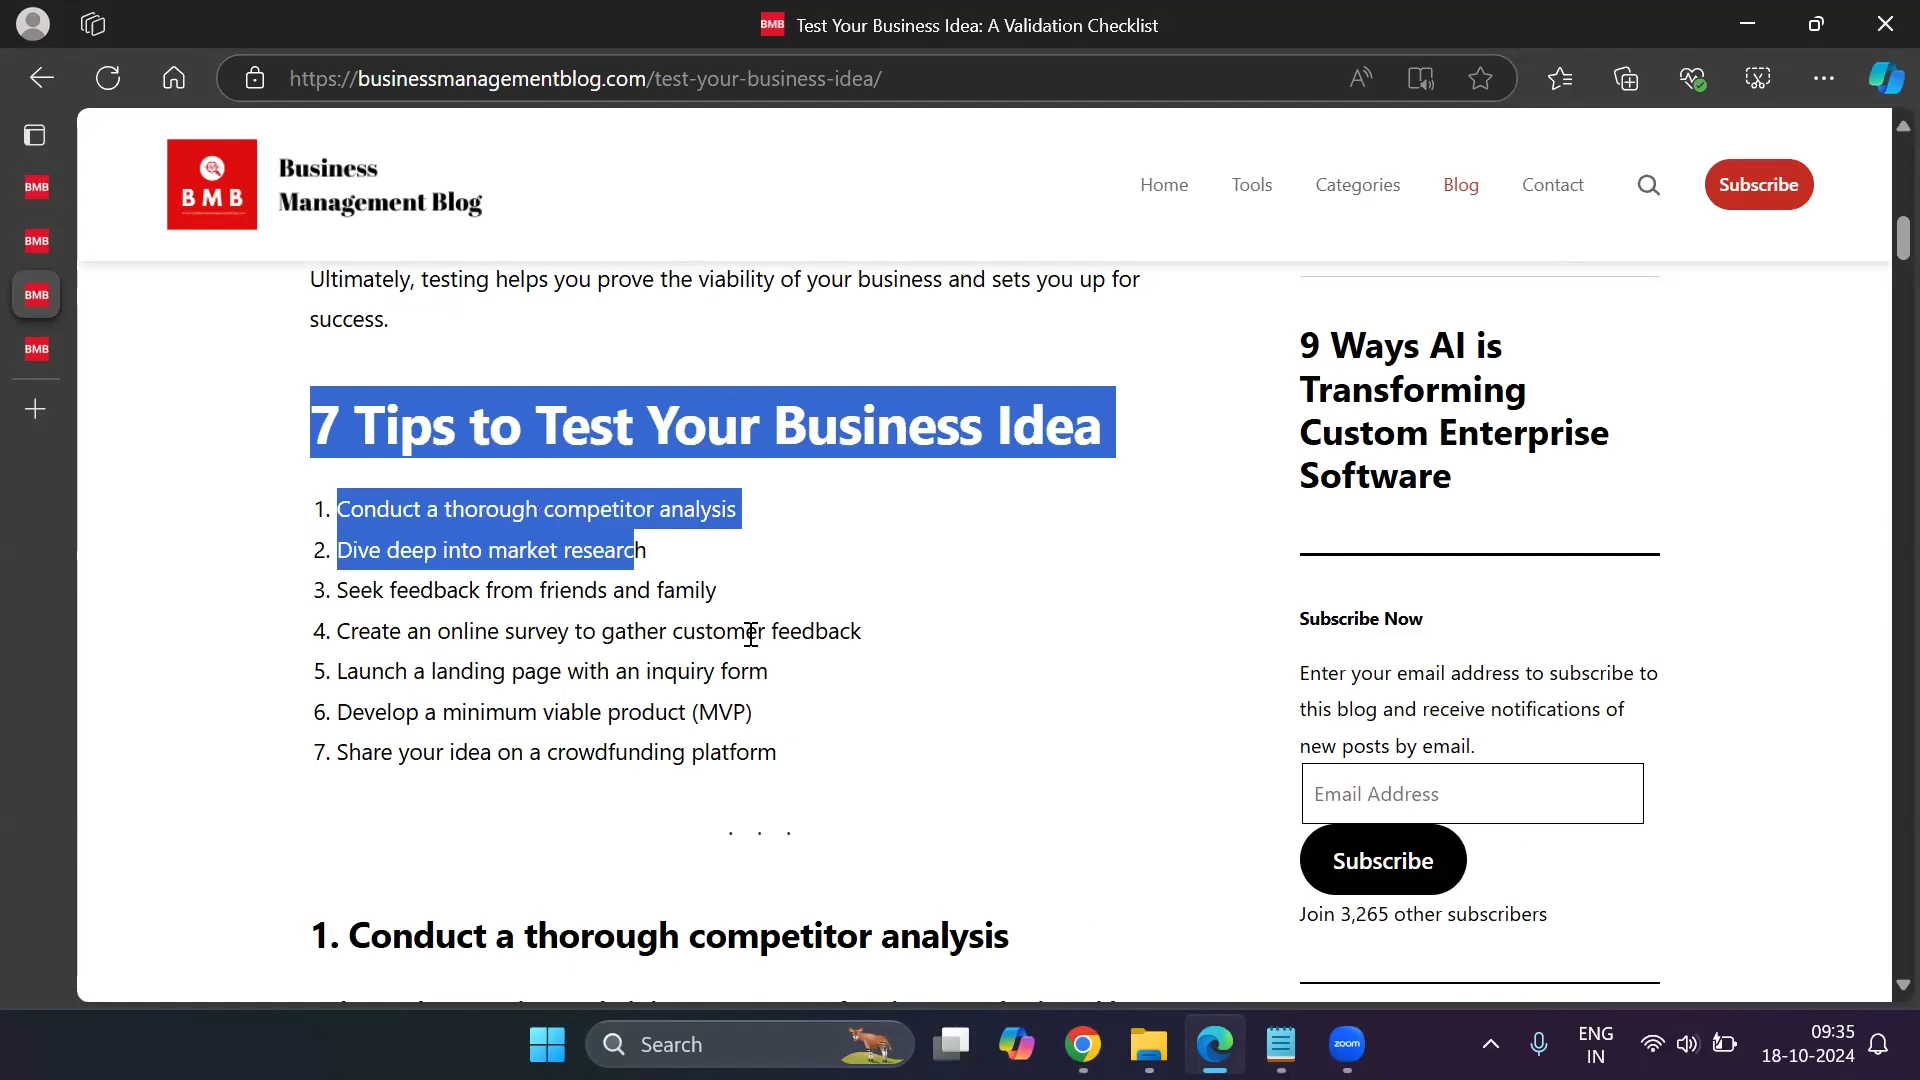 BMB Test Your Business Idea: A Validation Checklist
https://businessmanagementblog.com/test-your-business-idea/
BMB
BMB
BMB
BMB
BMB
Business
Management Blog
Home
Tools
Categories
Blog
Contact
Subscribe
Ultimately, testing helps you prove the viability of your business and sets you up for
success.
7 Tips to Test Your Business Idea
1. Conduct a thorough competitor analysis
2. Dive deep into market research
3. Seek feedback from friends and family
4. Create an online survey to gather customer feedback
5. Launch a landing page with an inquiry form
6. Develop a minimum viable product (MVP)
7. Share your idea on a crowdfunding platform
. . .
1. Conduct a thorough competitor analysis
9 Ways AI is
Transforming
Custom Enterprise
Software
Subscribe Now
Enter your email address to subscribe to
this blog and receive notifications of
new posts by email.
Email Address
Subscribe
Join 3,265 other subscribers
Search
zoom
ENG
IN
09:35
18-10-2024